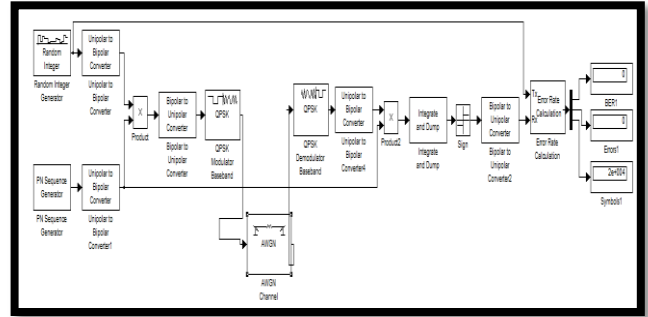 Random
Integer
Random Integer
Generator
Unipolar to
Bipolar
Converter
Unipolar to
Bipolar
Converter
PN Sequence
Generator
PN Sequence
Generator
Unipolar to
Bipolar
Converter
Unipolar to
Bipolar
Converter1
X
Product
Bipolar to
Unipolar
Converter
Bipolar to
Unipolar
Converter
QPSK
QPSK
Modulator
Baseband
AWGN
AWGN
Channel
QPSK
QPSK
Demodulator
Baseband
Unipolar to
Bipolar
Converter
Unipolar to
Bipolar
Converter4
X
Product2
Integrate
and Dump
Integrate
and Dump
Sign
Bipolar to
Unipolar
Converter
Bipolar to
Unipolar
Converter2
Tx
Error Rate
Calculation
Rx
Error Rate
Calculation
0
BER1
0
Errors1
2e+004
Symbols1